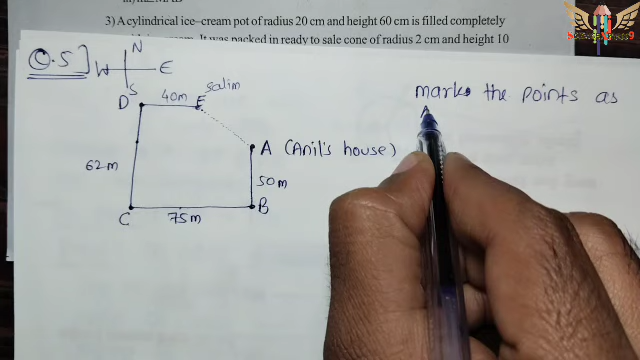 3) A cylindrical ice–cream pot of radius 20 cm and height 60 cm is filled completely
It was packed in ready to sale cone of radius 2 cm and height 10
Q.5]
N
W E
S
salim
D 40m E
A (Anil's house)
62m
50m
C 75m B
mark the points as
A